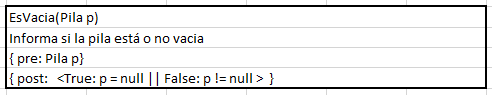 EsVacia(Pila p)
Informa si la pila está o no vacia
{ pre: Pila p}
{ post:   <True: p = null || False: p != null > }